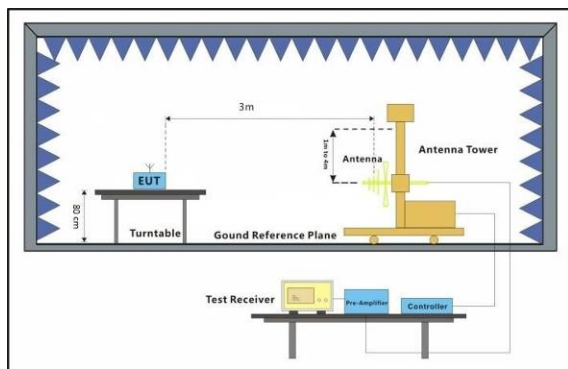 3m
1m to 4m
Antenna
Antenna Tower
EUT
80 cm
Turntable
Gound Reference Plane
Test Receiver
Pre-Amplifier
Controller